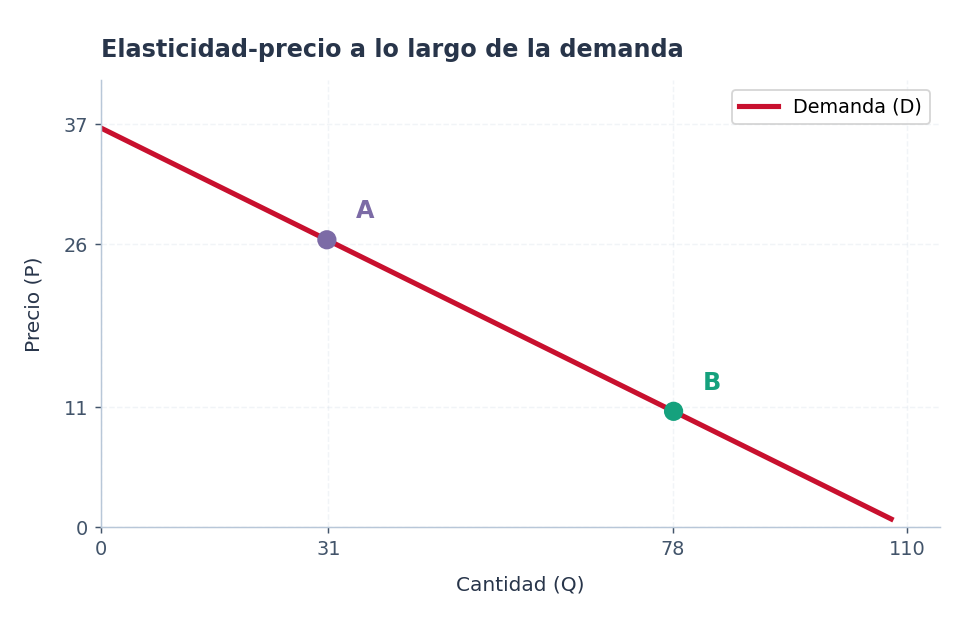 Elasticidad-precio a lo largo de la demanda
Demanda (D)
37
A
26
Precio (P)
B
11
0
0 31 78 110
Cantidad (Q)